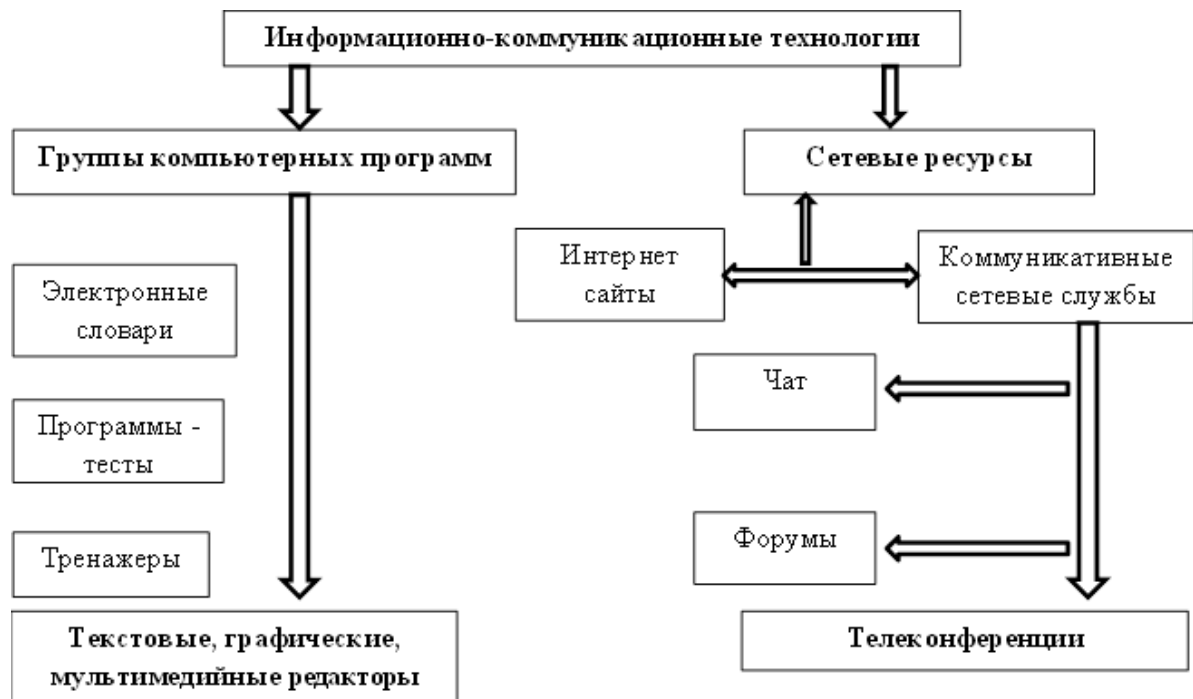 Информационно-коммуникационные технологии
Группы компьютерных программ
Сетевые ресурсы
Интернет
сайты
Коммуникативные
сетевые службы
Электронные
словари
Чат
Программы -
тесты
Форумы
Тренажеры
Текстовые, графические,
мультимедийные редакторы
Телеконференции